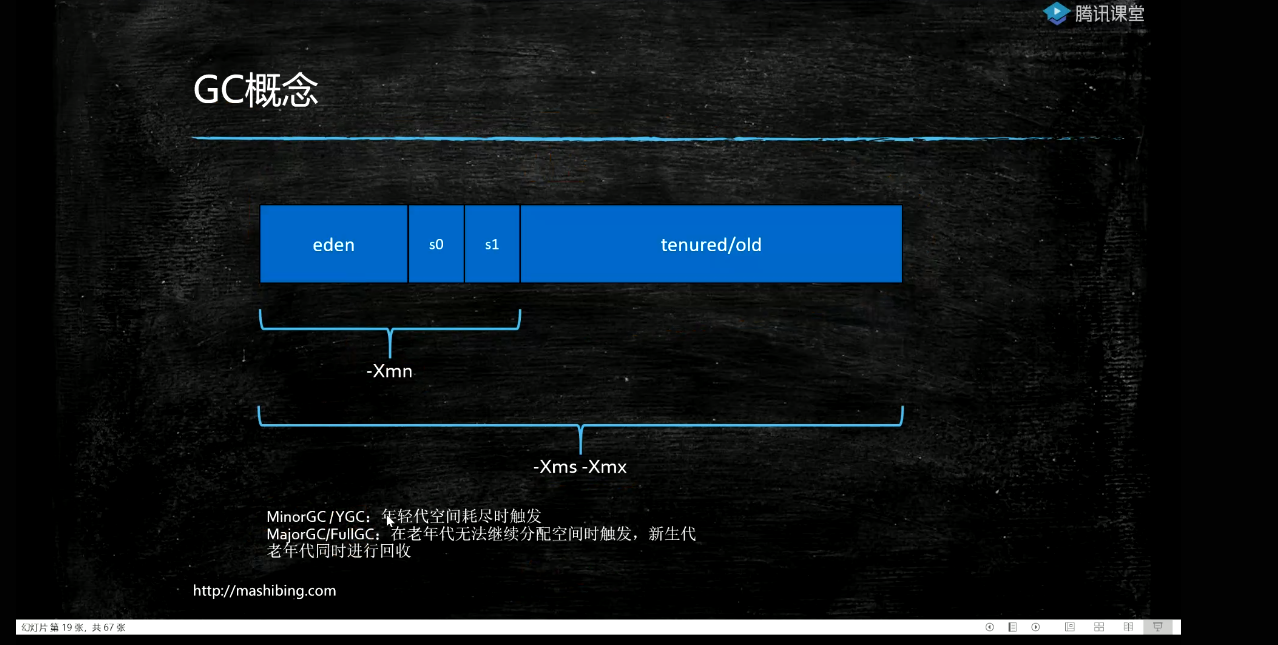 腾讯课堂
GC概念
eden
s0
s1
tenured/old
-Xmn
-Xms -Xmx
MinorGC/YGC：年轻代空间耗尽时触发
MajorGC/FullGC：在老年代无法继续分配空间时触发，新生代
老年代同时进行回收
http://mashibing.com
幻灯片 第 19 张，共 67 张